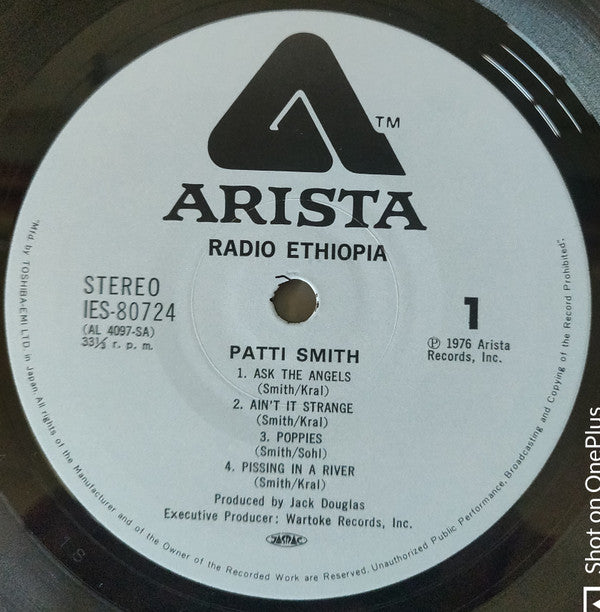 TM
ARISTA
RADIO ETHIOPIA
STEREO
IES-80724
(AL 4097-SA)
33⅓ r. p. m.
1
Ⓟ 1976 Arista
Records, Inc.
PATTI SMITH
1. ASK THE ANGELS
(Smith/Kral)
2. AIN'T IT STRANGE
(Smith/Kral)
3. POPPIES
(Smith/Sohl)
4. PISSING IN A RIVER
(Smith/Kral)
Produced by Jack Douglas
Executive Producer: Wartoke Records, Inc.
JASRAC
"Mfd. by TOSHIBA-EMI LTD. in Japan. All rights of the Manufacturer and of the Owner of the Recorded Work are Reserved. Unauthorized Public Performance, Broadcasting and Copying of the Record Prohibited".
18
Shot on OnePlus